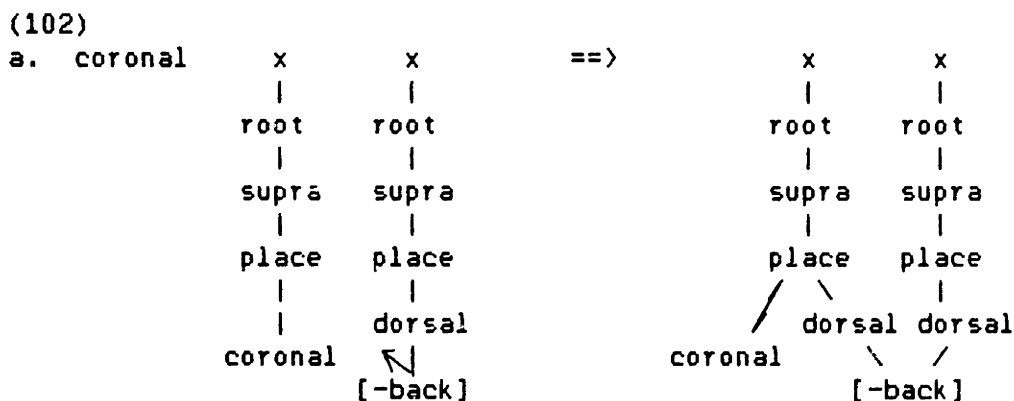 (102)
a. coronal x x ==> x x
root root root root
supra supra supra supra
place place place place
dorsal dorsal dorsal
coronal coronal
[-back] [-back]